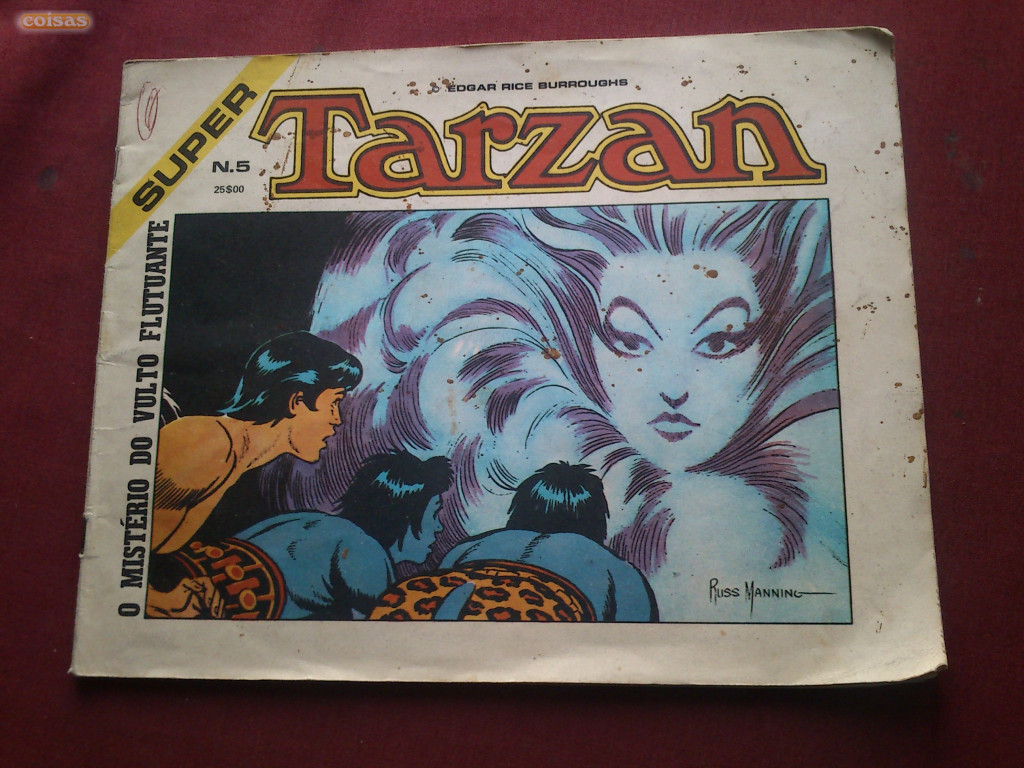 coisas
SUPER
EDGAR RICE BURROUGHS
Tarzan
N.5
25$00
O MISTÉRIO DO VULTO FLUTUANTE
RUSS MANNING